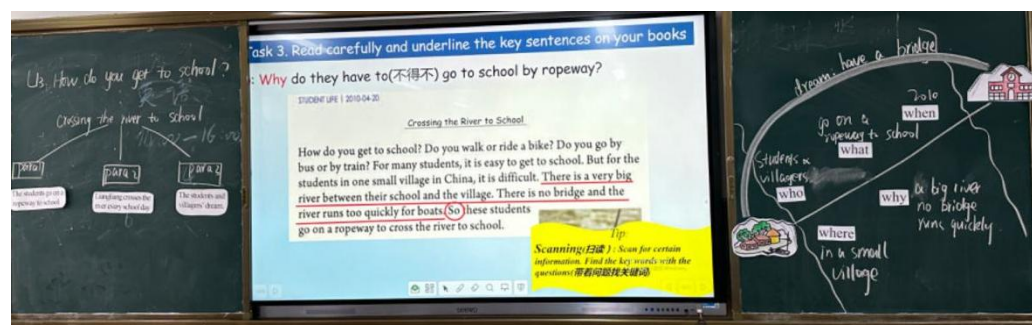 U3. How do you get to school?
Crossing the river to school
para1
para2
para2
The students go on a
ropeway to school
Liangliang crosses the
river every school day
The students and
villagers' dream.
Task 3. Read carefully and underline the key sentences on your books
: Why do they have to(不得不) go to school by ropeway?
STUDENT LIFE | 2010-04-20
Crossing the River to School
How do you get to school? Do you walk or ride a bike? Do you go by
bus or by train? For many students, it is easy to get to school. But for the
students in one small village in China, it is difficult. There is a very big
river between their school and the village. There is no bridge and the
river runs too quickly for boats. So these students
go on a ropeway to cross the river to school.
Tip:
Scanning(扫读): Scan for certain
information. Find the key words with the
questions(带着问题找关键词)
dream: have a bridge
2010
when
go on a
ropeway to school
what
Students &
villagers
who
why
a big river
no bridge
runs quickly
where
in a small
village